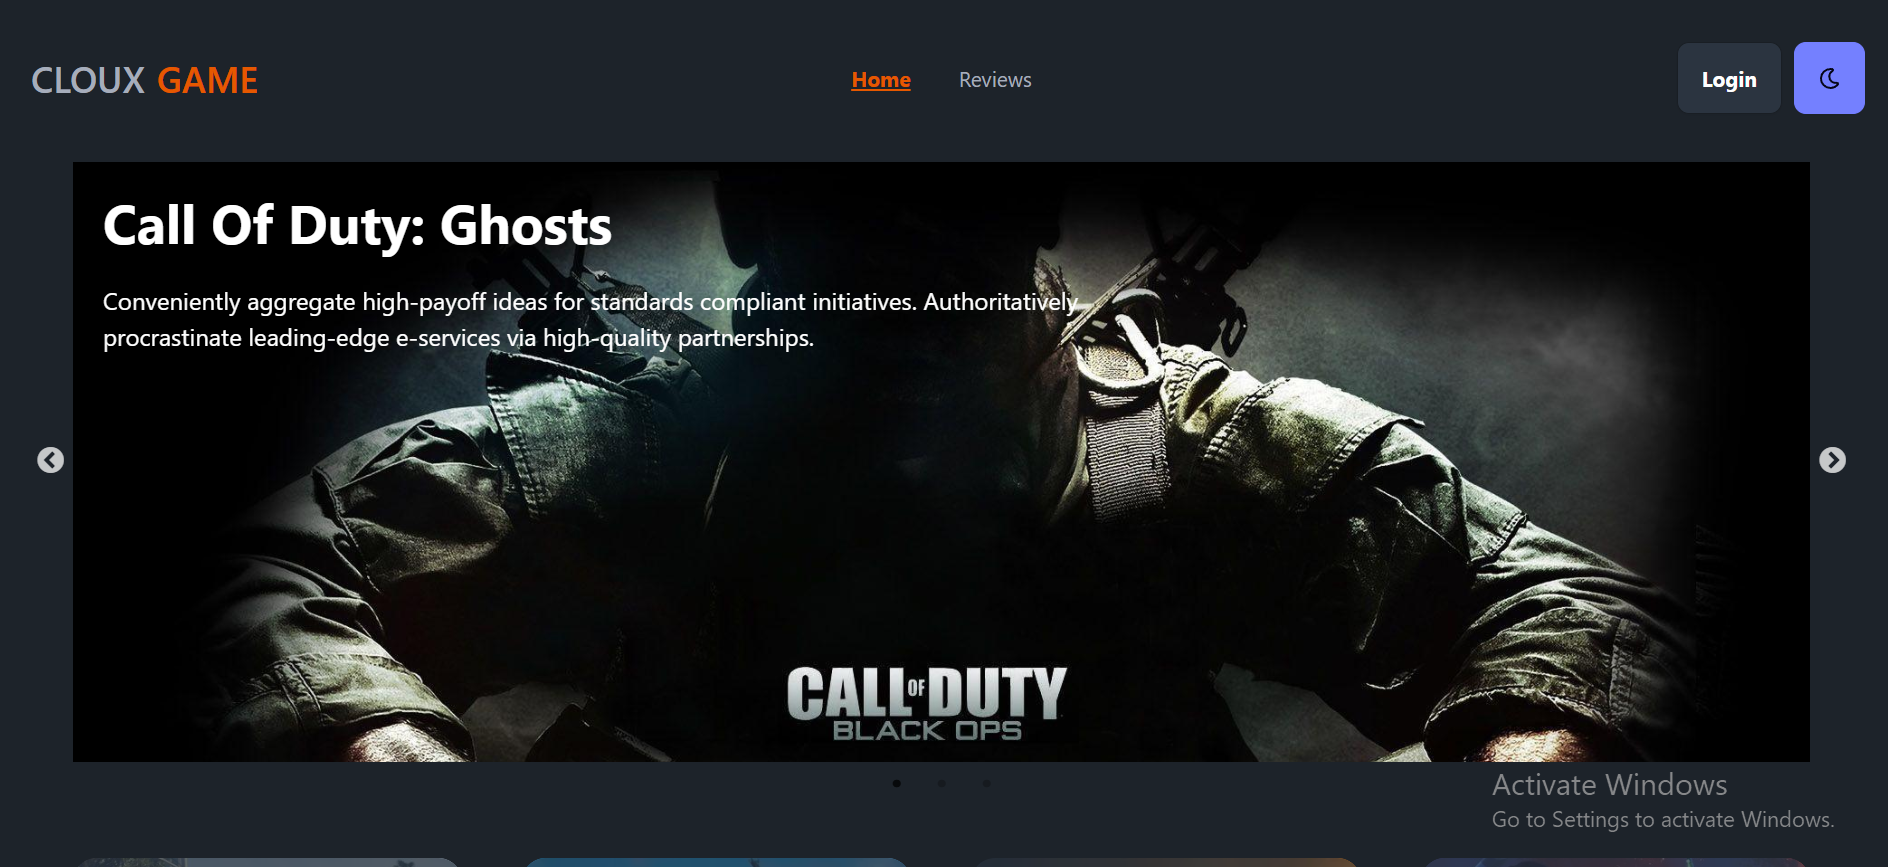 CLOUX GAME
Home
Reviews
Login
Call Of Duty: Ghosts
Conveniently aggregate high-payoff ideas for standards compliant initiatives. Authoritatively
procrastinate leading-edge e-services via high-quality partnerships.
CALL OF DUTY
BLACK OPS
Activate Windows
Go to Settings to activate Windows.